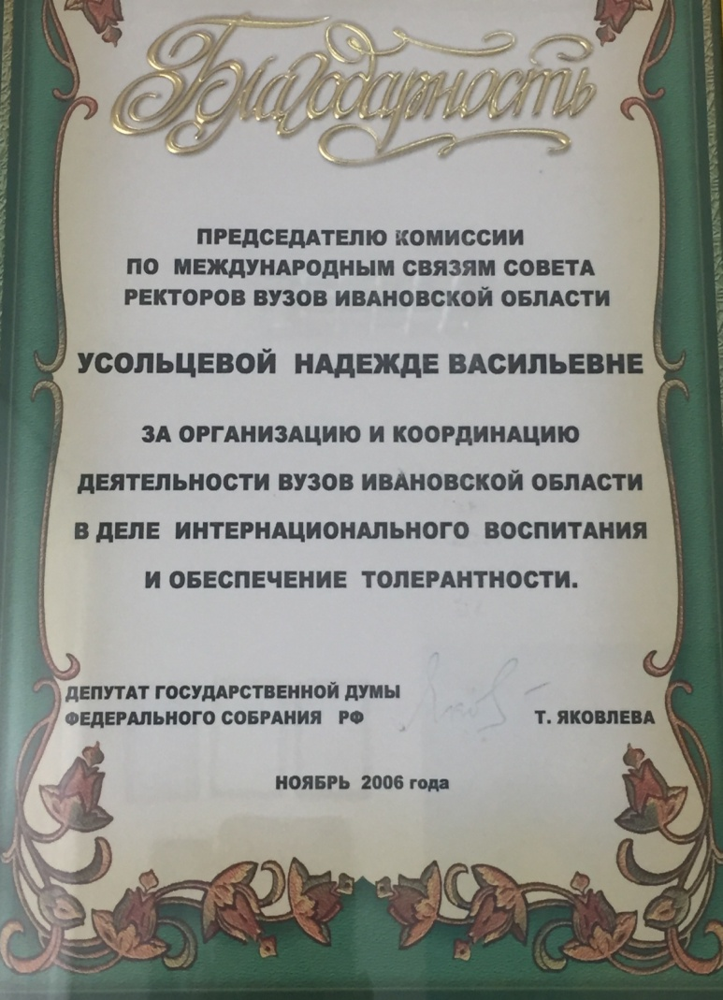 Благодарность
ПРЕДСЕДАТЕЛЮ КОМИССИИ
ПО МЕЖДУНАРОДНЫМ СВЯЗЯМ СОВЕТА
РЕКТОРОВ ВУЗОВ ИВАНОВСКОЙ ОБЛАСТИ
УСОЛЬЦЕВОЙ НАДЕЖДЕ ВАСИЛЬЕВНЕ
ЗА ОРГАНИЗАЦИЮ И КООРДИНАЦИЮ
ДЕЯТЕЛЬНОСТИ ВУЗОВ ИВАНОВСКОЙ ОБЛАСТИ
В ДЕЛЕ ИНТЕРНАЦИОНАЛЬНОГО ВОСПИТАНИЯ
И ОБЕСПЕЧЕНИЕ ТОЛЕРАНТНОСТИ.
ДЕПУТАТ ГОСУДАРСТВЕННОЙ ДУМЫ
ФЕДЕРАЛЬНОГО СОБРАНИЯ РФ Т. ЯКОВЛЕВА
НОЯБРЬ 2006 года